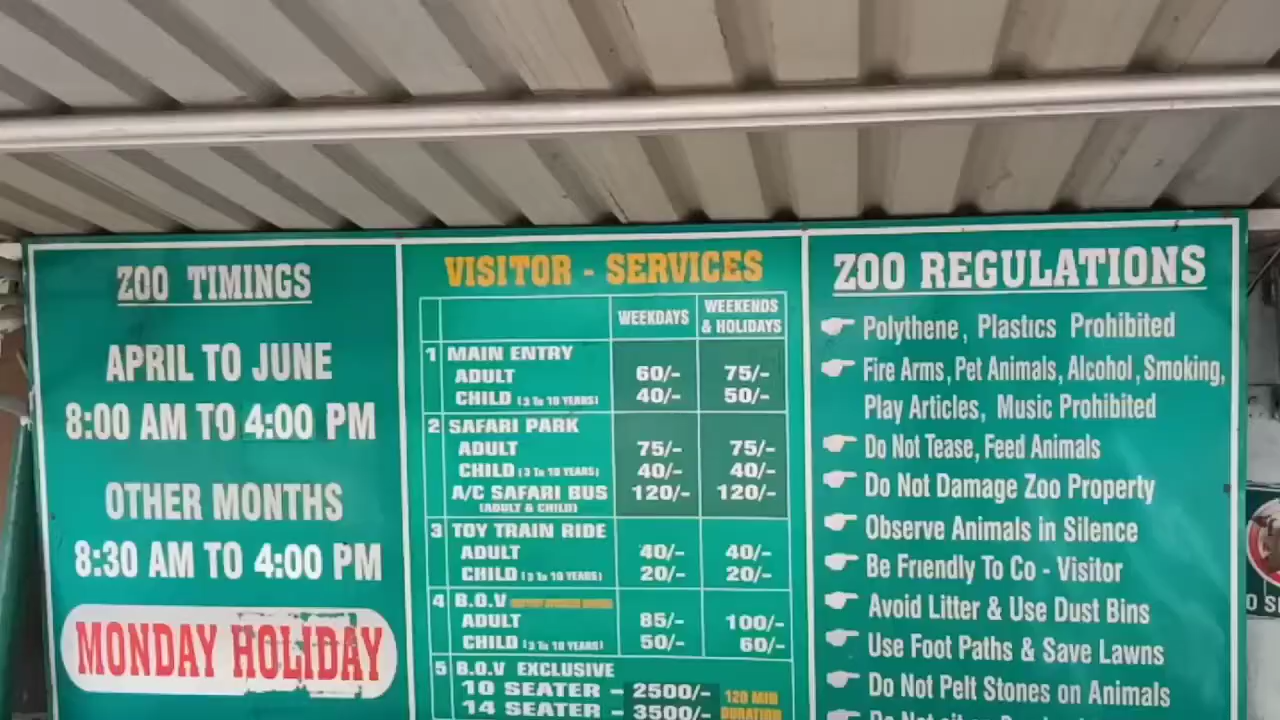 ZOO TIMINGS
APRIL TO JUNE
8:00 AM TO 4:00 PM
OTHER MONTHS
8:30 AM TO 4:00 PM
MONDAY HOLIDAY
VISITOR - SERVICES
WEEKDAYS WEEKENDS & HOLIDAYS
1 MAIN ENTRY
ADULT 60/- 75/-
CHILD (3 To 10 YEARS) 40/- 50/-
2 SAFARI PARK
ADULT 75/- 75/-
CHILD (3 To 10 YEARS) 40/- 40/-
A/C SAFARI BUS 120/- 120/-
(ADULT & CHILD)
3 TOY TRAIN RIDE
ADULT 40/- 40/-
CHILD (3 To 10 YEARS) 20/- 20/-
4 B.O.V
ADULT 85/- 100/-
CHILD (3 To 10 YEARS) 50/- 60/-
5 B.O.V EXCLUSIVE
10 SEATER - 2500/- 120 MIN
14 SEATER - 3500/- DURATION
ZOO REGULATIONS
Polythene, Plastics Prohibited
Fire Arms, Pet Animals, Alcohol, Smoking,
Play Articles, Music Prohibited
Do Not Tease, Feed Animals
Do Not Damage Zoo Property
Observe Animals in Silence
Be Friendly To Co - Visitor
Avoid Litter & Use Dust Bins
Use Foot Paths & Save Lawns
Do Not Pelt Stones on Animals